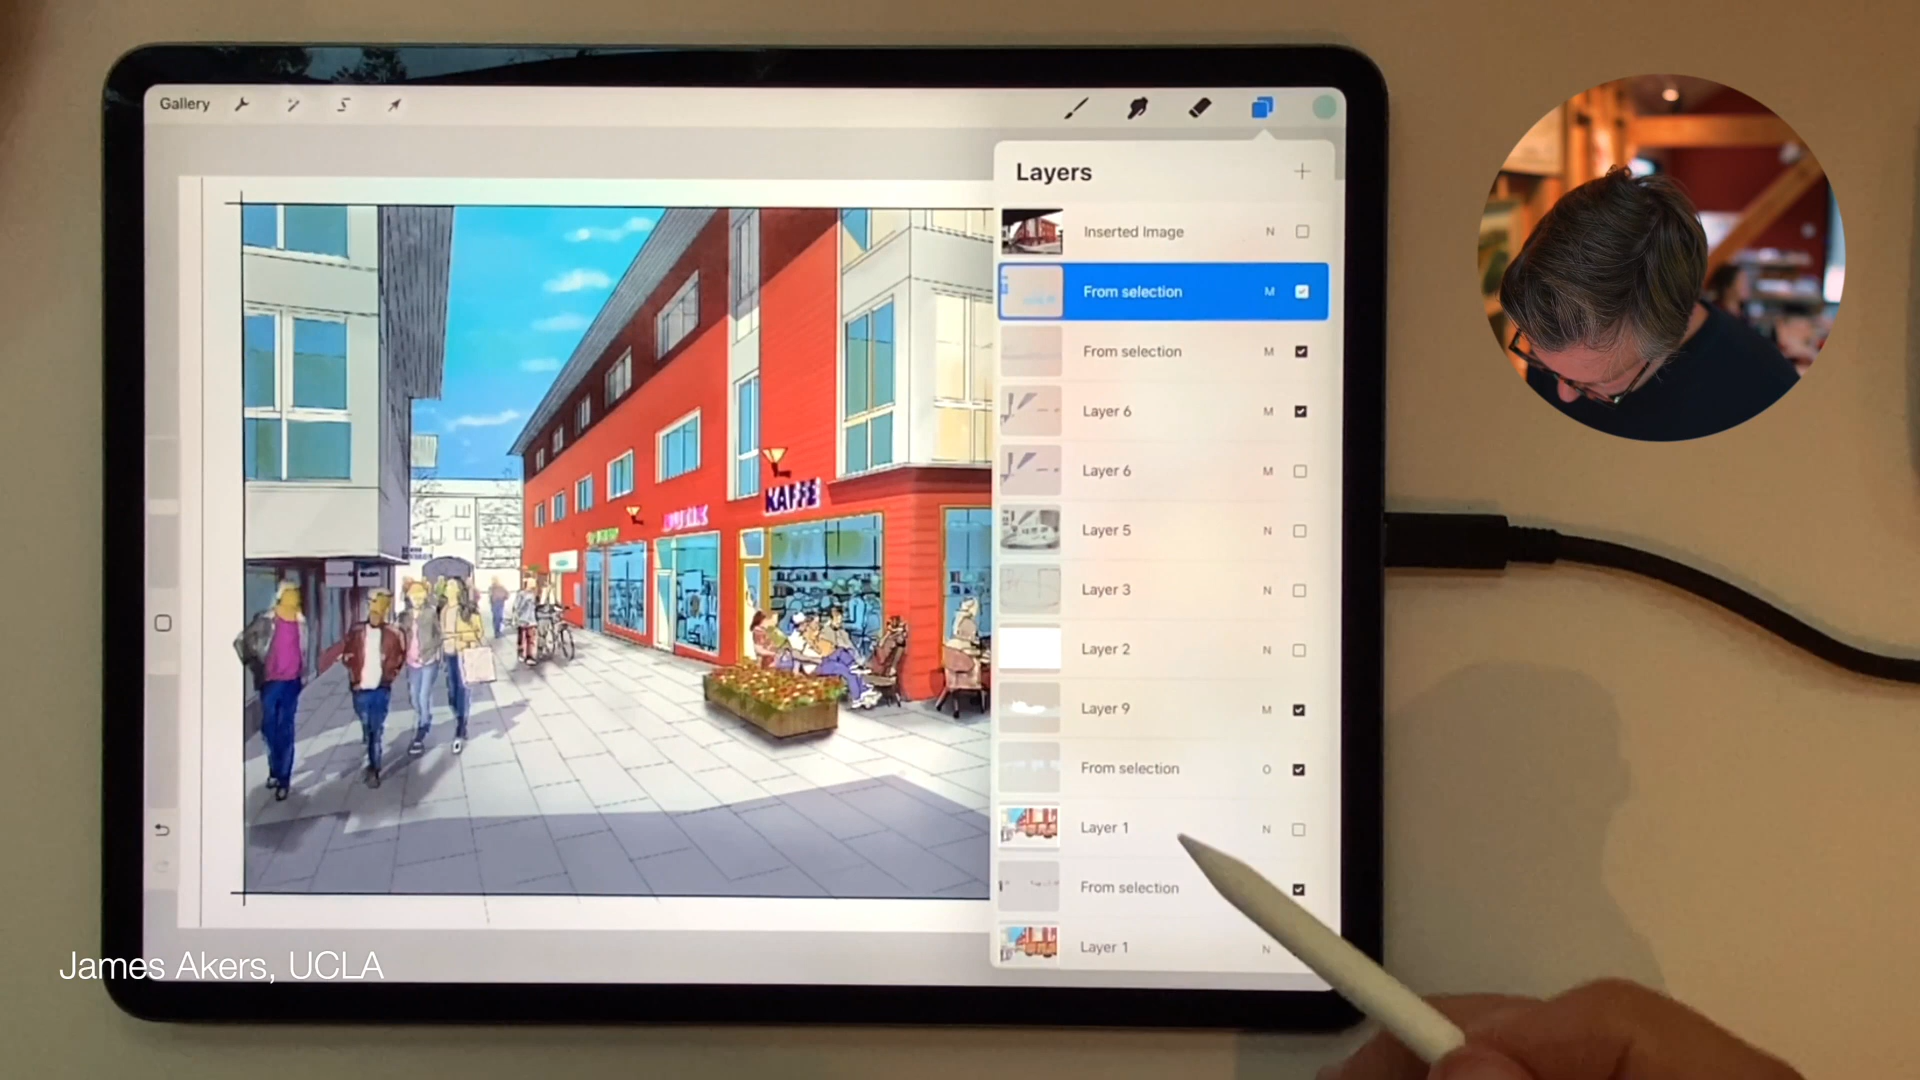 Gallery
Layers
Inserted Image N
From selection M
From selection M
Layer 6 M
Layer 6 M
Layer 5 N
Layer 3 N
Layer 2 N
Layer 9 M
From selection O
Layer 1 N
From selection
Layer 1 N
KAFFE
James Akers, UCLA